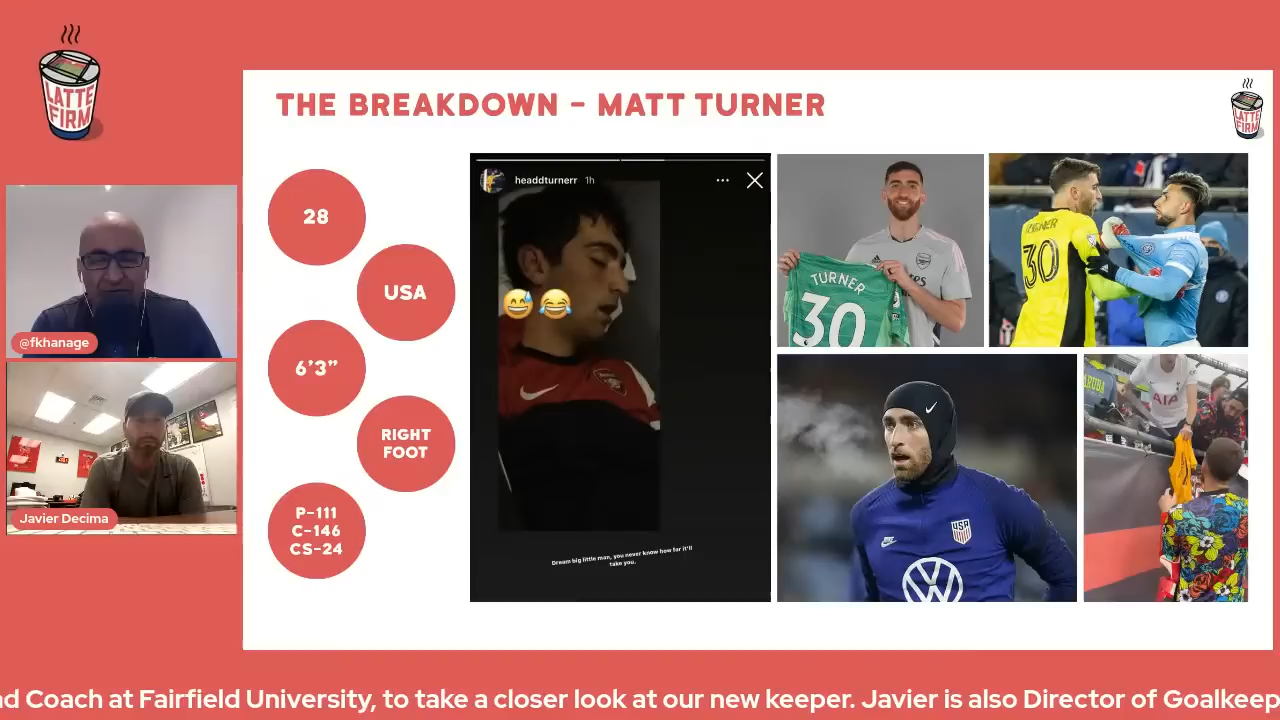 LATTE
FIRM
THE BREAKDOWN - MATT TURNER
LATTE
FIRM
28
USA
6'3”
RIGHT
FOOT
P-111
C-146
CS-24
headdturnerr 1h
Dream big little man, you never know how far it'll
take you.
TURNER
30
30
USA
AIA
@fkhanage
Javier Decima
ad Coach at Fairfield University, to take a closer look at our new keeper. Javier is also Director of Goalkeep